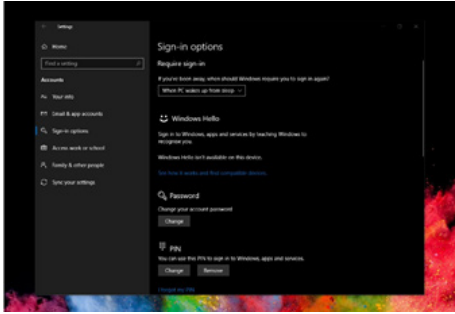 Settings
Home
Find a setting
Accounts
Your info
Email & app accounts
Sign-in options
Access work or school
Family & other people
Sync your settings
Sign-in options
Require sign-in
If you've been away, when should Windows require you to sign in again?
When PC wakes up from sleep
Windows Hello
Sign in to Windows, apps and services by teaching Windows to
recognise you.
Windows Hello isn't available on this device.
See how it works and find compatible devices.
Password
Change your account password
Change
PIN
You can use this PIN to sign in to Windows, apps and services.
Change
Remove
I forgot my PIN